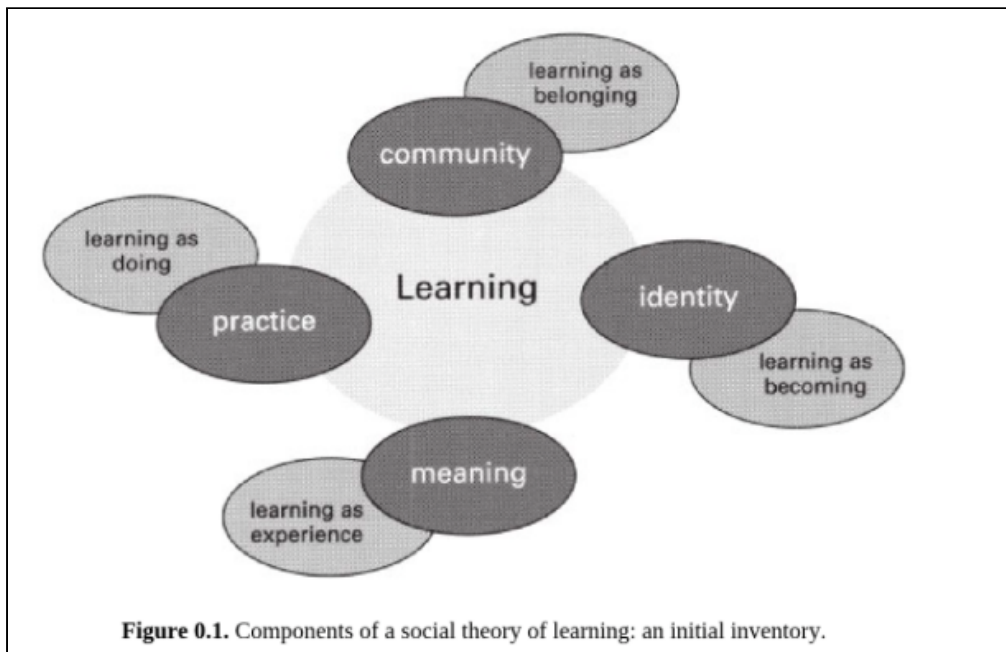 learning as
belonging
community
learning as
doing
practice
Learning
identity
learning as
becoming
meaning
learning as
experience
Figure 0.1. Components of a social theory of learning: an initial inventory.